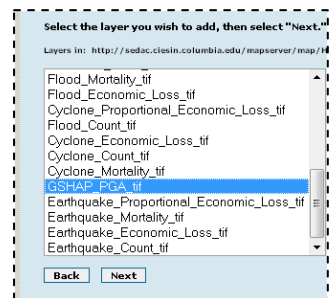 Select the layer you wish to add, then select "Next."
Layers in: http://sedac.ciesin.columbia.edu/mapserver/map/H
Flood_Mortality_tif
Flood_Economic_Loss_tif
Cyclone_Proportional_Economic_Loss_tif
Flood_Count_tif
Cyclone_Economic_Loss_tif
Cyclone_Count_tif
Cyclone_Mortality_tif
GSHAP_PGA_tif
Earthquake_Proportional_Economic_Loss_tif
Earthquake_Mortality_tif
Earthquake_Economic_Loss_tif
Earthquake_Count_tif
Back Next